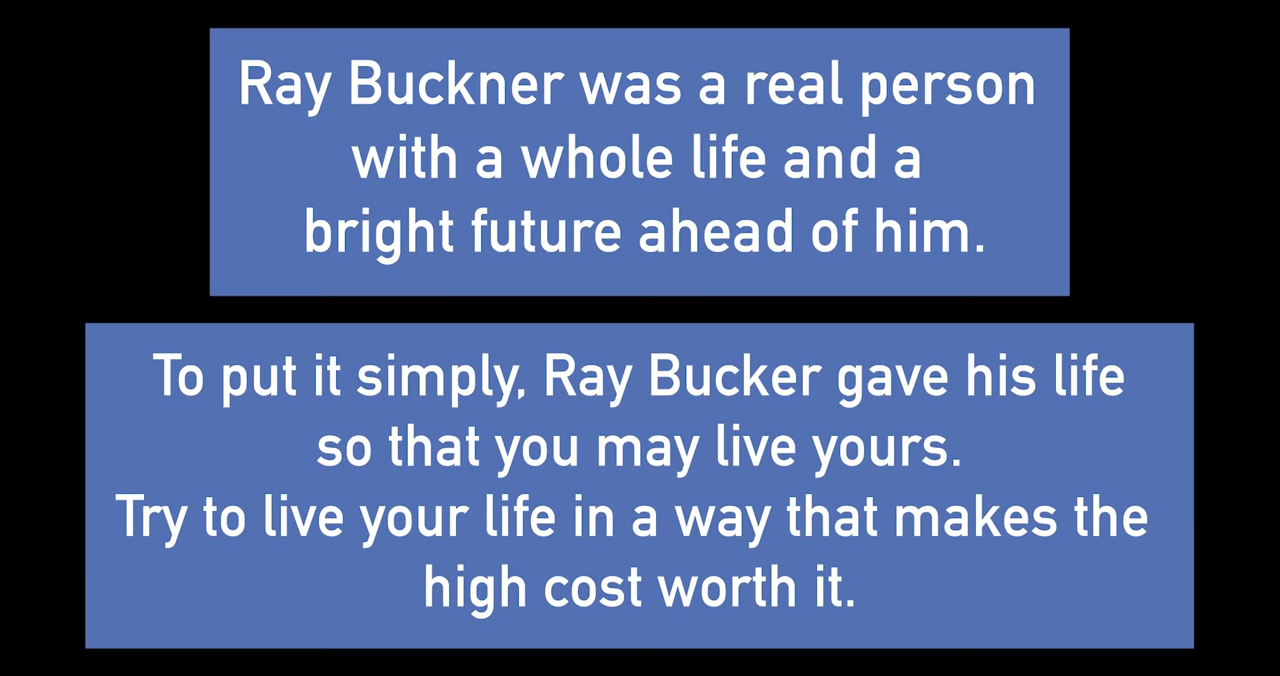 Ray Buckner was a real person
with a whole life and a
bright future ahead of him.
To put it simply, Ray Bucker gave his life
so that you may live yours.
Try to live your life in a way that makes the
high cost worth it.